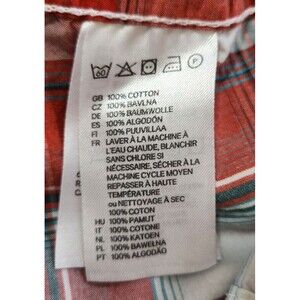 GB 100% COTTON
CZ 100% BAVLNA
DE 100% BAUMWOLLE
ES 100% ALGODÓN
FI 100% PUUVILLAA
FR LAVER À LA MACHINE À
L'EAU CHAUDE, BLANCHIR
SANS CHLORE SI
NÉCESSAIRE, SÉCHER À LA
MACHINE CYCLE MOYEN
REPASSER À HAUTE
TEMPÉRATURE
ou NETTOYAGE À SEC
100% COTON
HU 100% PAMUT
IT 100% COTONE
NL 100% KATOEN
PL 100% BAWEŁNA
PT 100% ALGODÃO